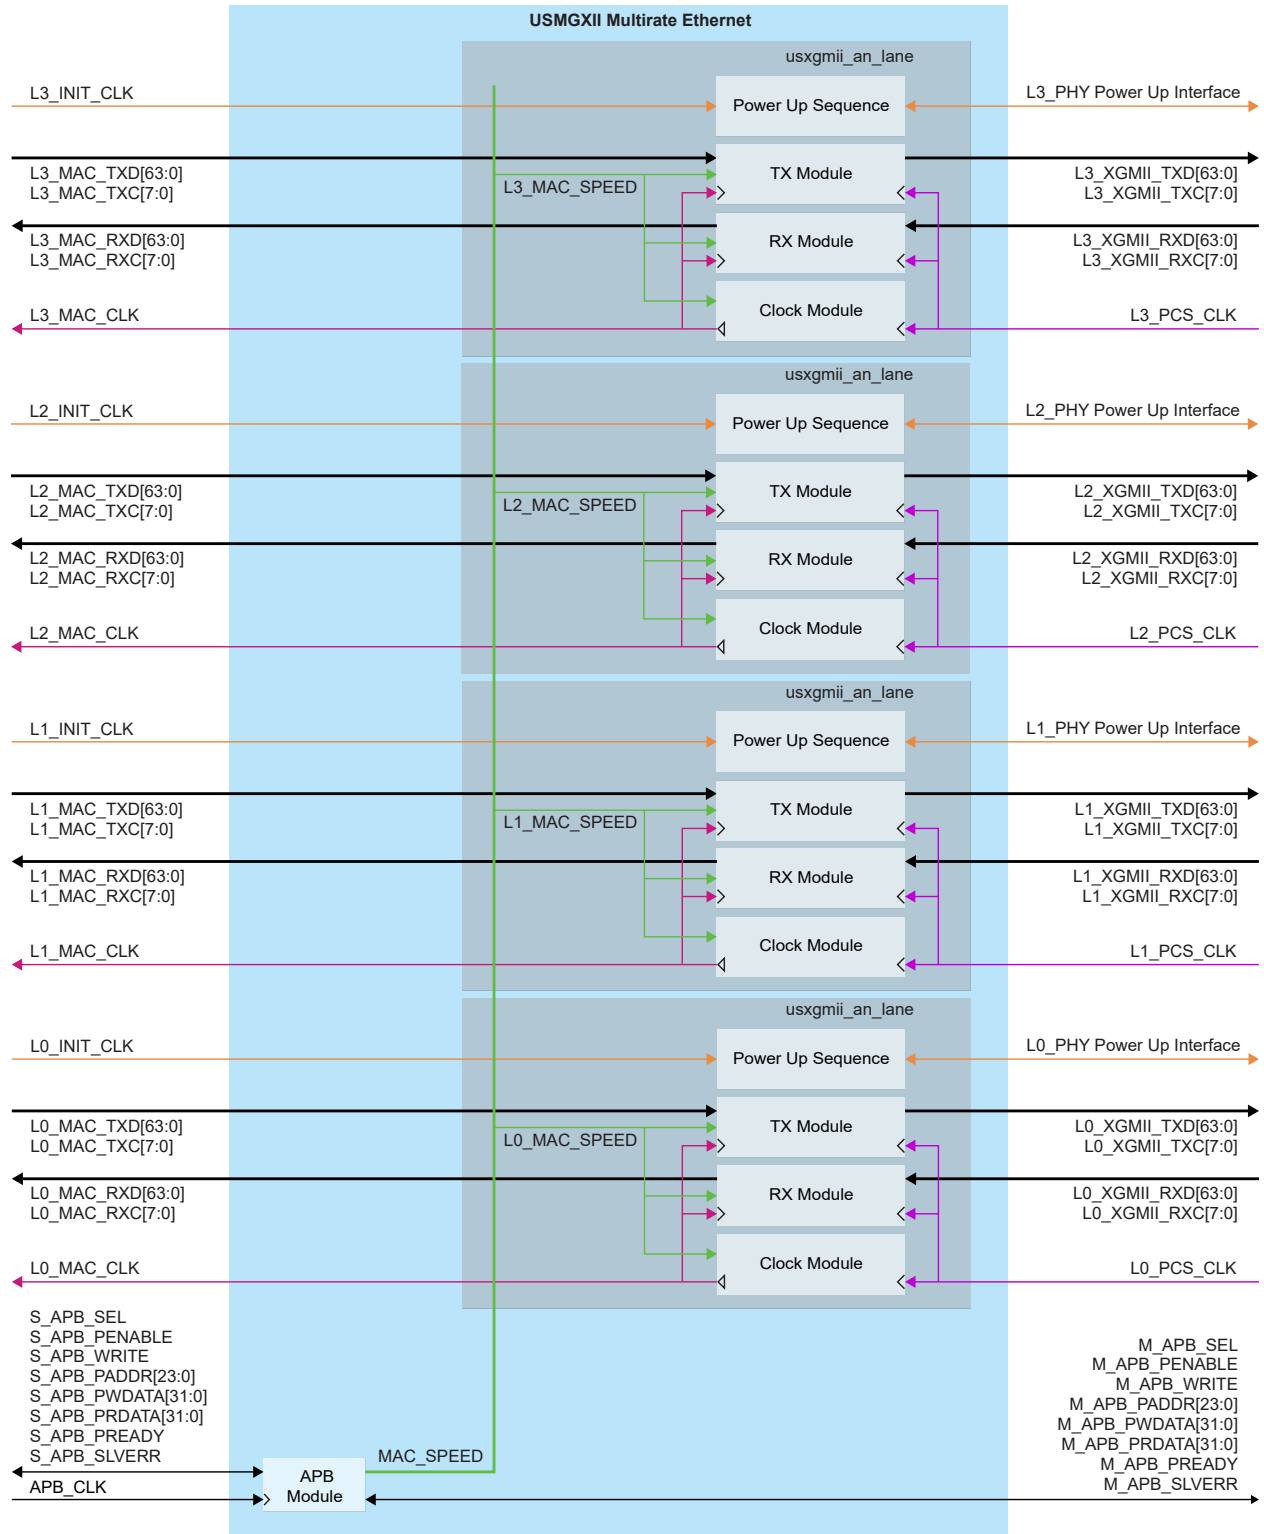 USMGXII Multirate Ethernet
usxgmii_an_lane
L3_INIT_CLK
Power Up Sequence
L3_PHY Power Up Interface
L3_MAC_TXD[63:0]
L3_MAC_TXC[7:0]
L3_MAC_SPEED
TX Module
L3_XGMII_TXD[63:0]
L3_XGMII_TXC[7:0]
L3_MAC_RXD[63:0]
L3_MAC_RXC[7:0]
RX Module
L3_XGMII_RXD[63:0]
L3_XGMII_RXC[7:0]
L3_MAC_CLK
Clock Module
L3_PCS_CLK
usxgmii_an_lane
L2_INIT_CLK
Power Up Sequence
L2_PHY Power Up Interface
L2_MAC_TXD[63:0]
L2_MAC_TXC[7:0]
L2_MAC_SPEED
TX Module
L2_XGMII_TXD[63:0]
L2_XGMII_TXC[7:0]
L2_MAC_RXD[63:0]
L2_MAC_RXC[7:0]
RX Module
L2_XGMII_RXD[63:0]
L2_XGMII_RXC[7:0]
L2_MAC_CLK
Clock Module
L2_PCS_CLK
usxgmii_an_lane
L1_INIT_CLK
Power Up Sequence
L1_PHY Power Up Interface
L1_MAC_TXD[63:0]
L1_MAC_TXC[7:0]
L1_MAC_SPEED
TX Module
L1_XGMII_TXD[63:0]
L1_XGMII_TXC[7:0]
L1_MAC_RXD[63:0]
L1_MAC_RXC[7:0]
RX Module
L1_XGMII_RXD[63:0]
L1_XGMII_RXC[7:0]
L1_MAC_CLK
Clock Module
L1_PCS_CLK
usxgmii_an_lane
L0_INIT_CLK
Power Up Sequence
L0_PHY Power Up Interface
L0_MAC_TXD[63:0]
L0_MAC_TXC[7:0]
L0_MAC_SPEED
TX Module
L0_XGMII_TXD[63:0]
L0_XGMII_TXC[7:0]
L0_MAC_RXD[63:0]
L0_MAC_RXC[7:0]
RX Module
L0_XGMII_RXD[63:0]
L0_XGMII_RXC[7:0]
L0_MAC_CLK
Clock Module
L0_PCS_CLK
S_APB_SEL
S_APB_PENABLE
S_APB_WRITE
S_APB_PADDR[23:0]
S_APB_PWDATA[31:0]
S_APB_PRDATA[31:0]
S_APB_PREADY
S_APB_SLVERR
APB_CLK
MAC_SPEED
APB
Module
M_APB_SEL
M_APB_PENABLE
M_APB_WRITE
M_APB_PADDR[23:0]
M_APB_PWDATA[31:0]
M_APB_PRDATA[31:0]
M_APB_PREADY
M_APB_SLVERR